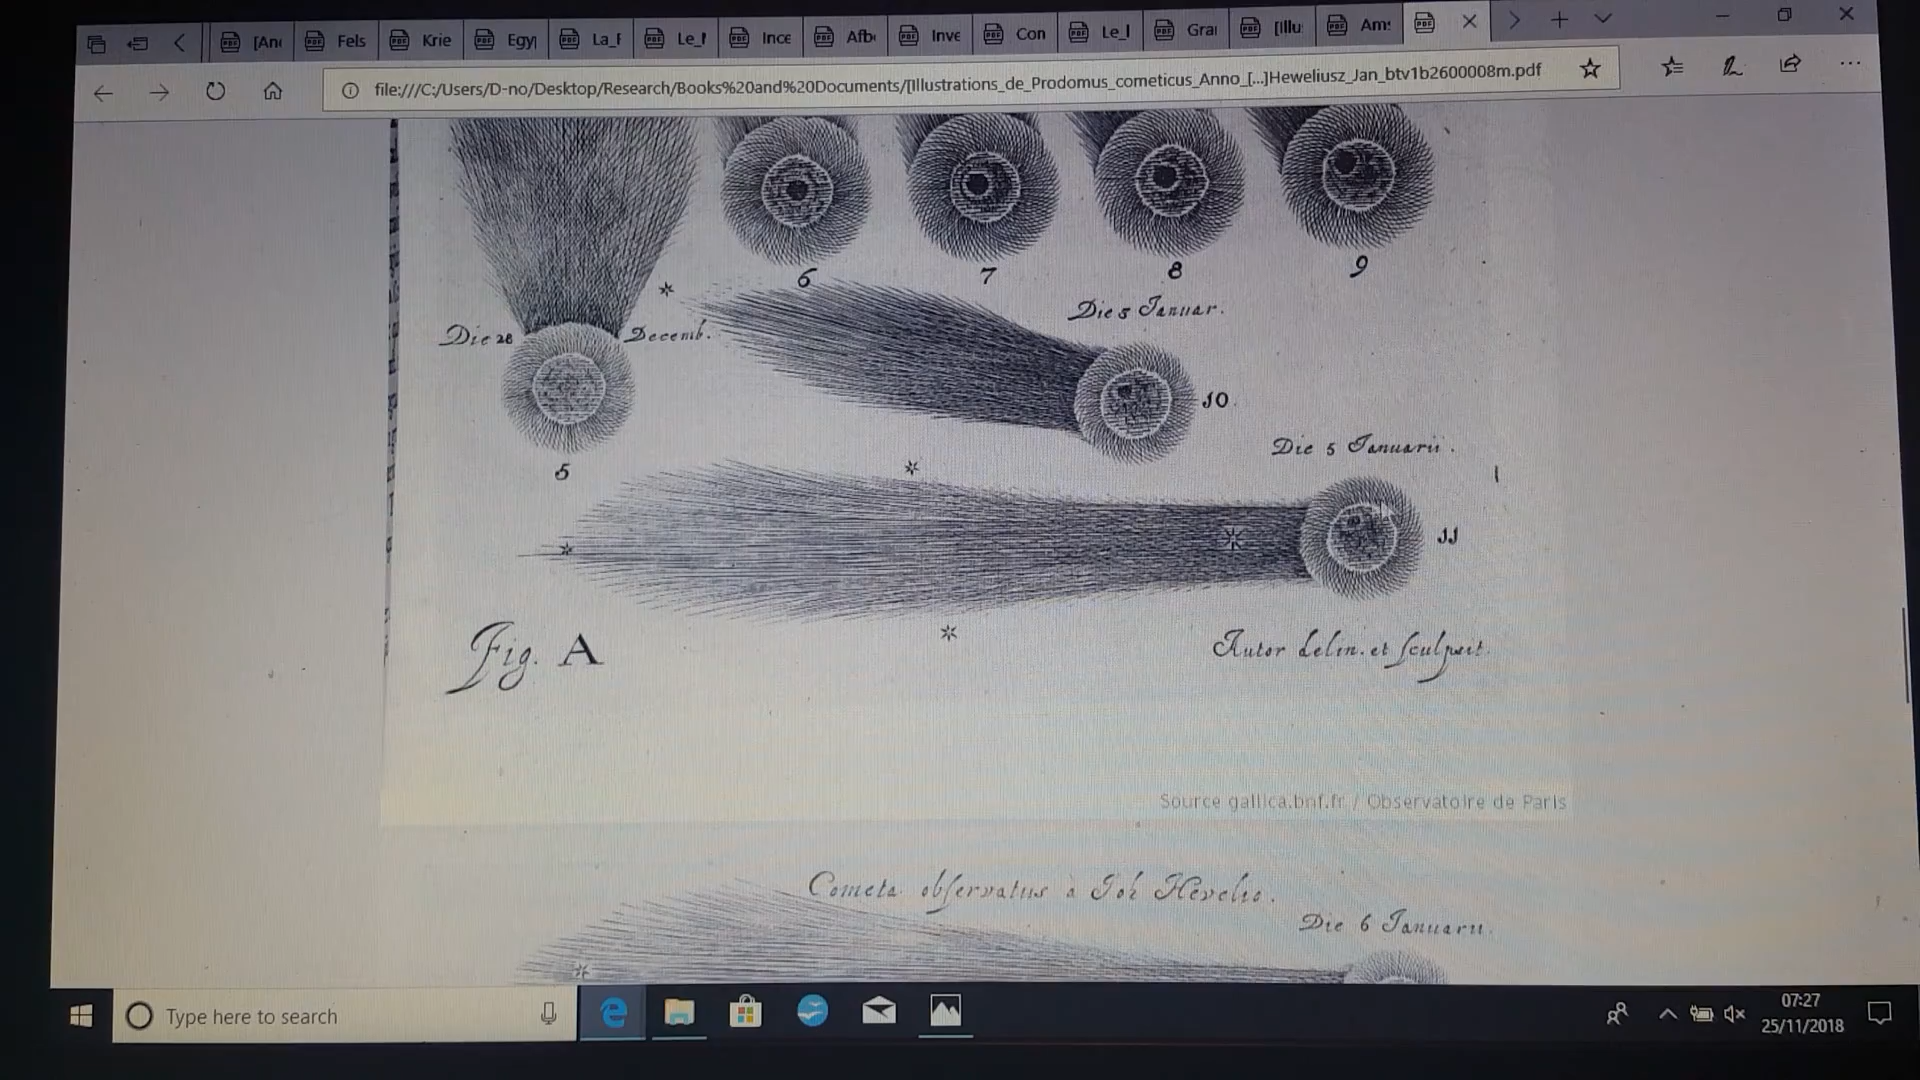 [An
Fels
Krie
Egy
La_F
Le_
Ince
Afb
Inve
Con
Le_
Gra
[Illu
Am
file:///C:/Users/D-no/Desktop/Research/Books%20and%20Documents/[Illustrations_de_Prodomus_cometicus_Anno_[...]Heweliusz_Jan_btv1b2600008m.pdf
6
7
8
9
Die 5 Januar.
Die 28 Decemb.
10
Die 5 Januarii.
5
11
Fig. A
Autor delin. et sculpsit.
Source gallica.bnf.fr / Observatoire de Paris
Cometa observatus à Joh Hevelio.
Die 6 Januarii.
Type here to search
07:27
25/11/2018